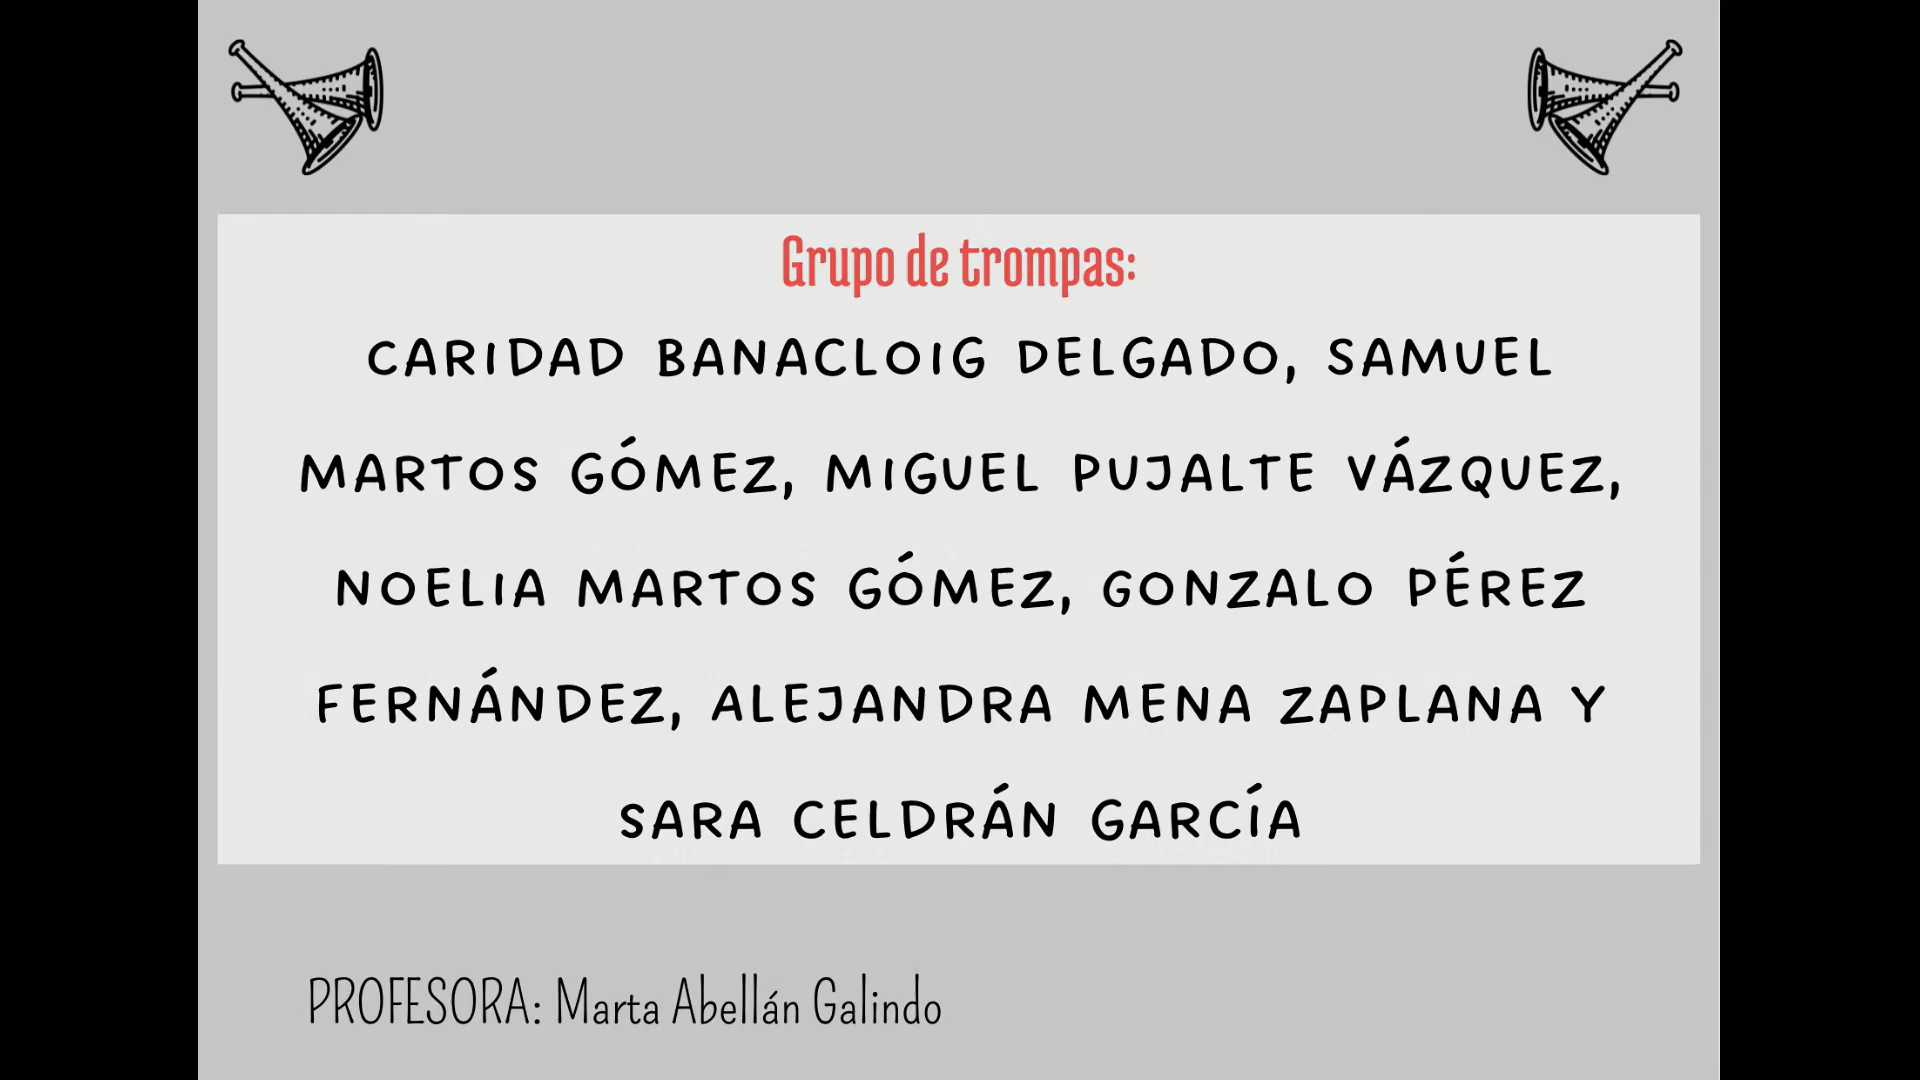 Grupo de trompas:
CARIDAD BANACLOIG DELGADO, SAMUEL
MARTOS GÓMEZ, MIGUEL PUJALTE VÁZQUEZ,
NOELIA MARTOS GÓMEZ, GONZALO PÉREZ
FERNÁNDEZ, ALEJANDRA MENA ZAPLANA Y
SARA CELDRÁN GARCÍA
PROFESORA: Marta Abellán Galindo